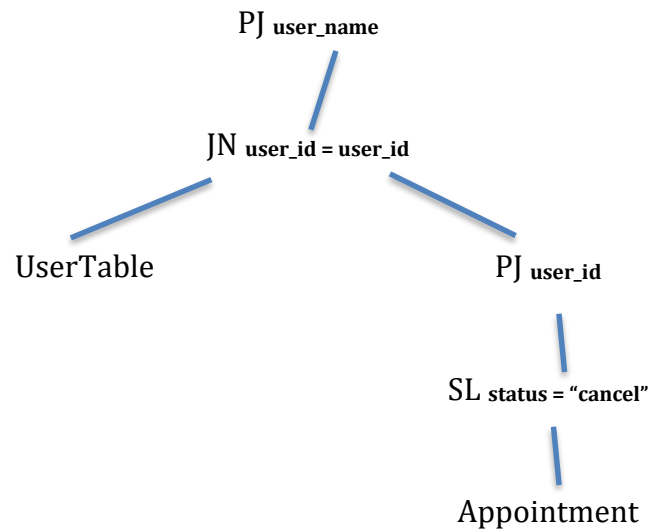 PJ user_name
JN user_id = user_id
UserTable
PJ user_id
SL status = “cancel”
Appointment